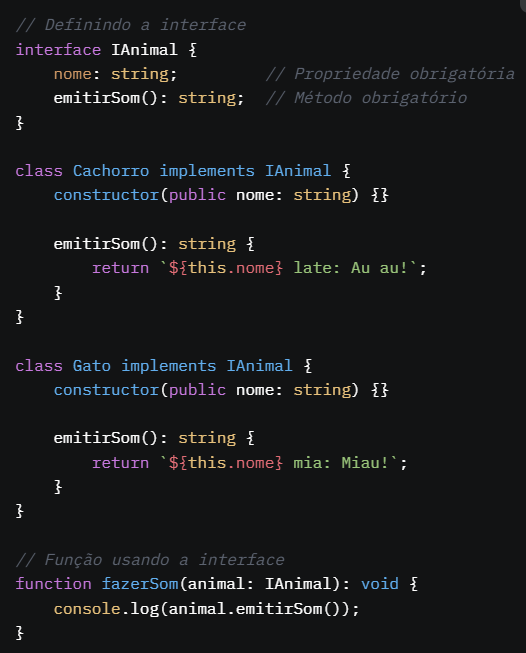 // Definindo a interface
interface IAnimal {
    nome: string;         // Propriedade obrigatória
    emitirSom(): string;  // Método obrigatório
}

class Cachorro implements IAnimal {
    constructor(public nome: string) {}

    emitirSom(): string {
        return `${this.nome} late: Au au!`;
    }
}

class Gato implements IAnimal {
    constructor(public nome: string) {}

    emitirSom(): string {
        return `${this.nome} mia: Miau!`;
    }
}

// Função usando a interface
function fazerSom(animal: IAnimal): void {
    console.log(animal.emitirSom());
}